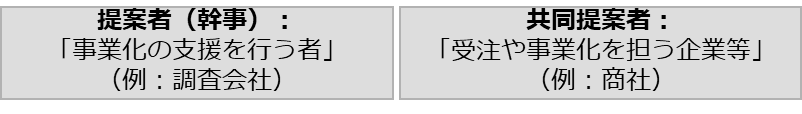 提案者（幹事）：
「事業化の支援を行う者」
（例：調査会社）
共同提案者：
「受注や事業化を担う企業等」
（例：商社）